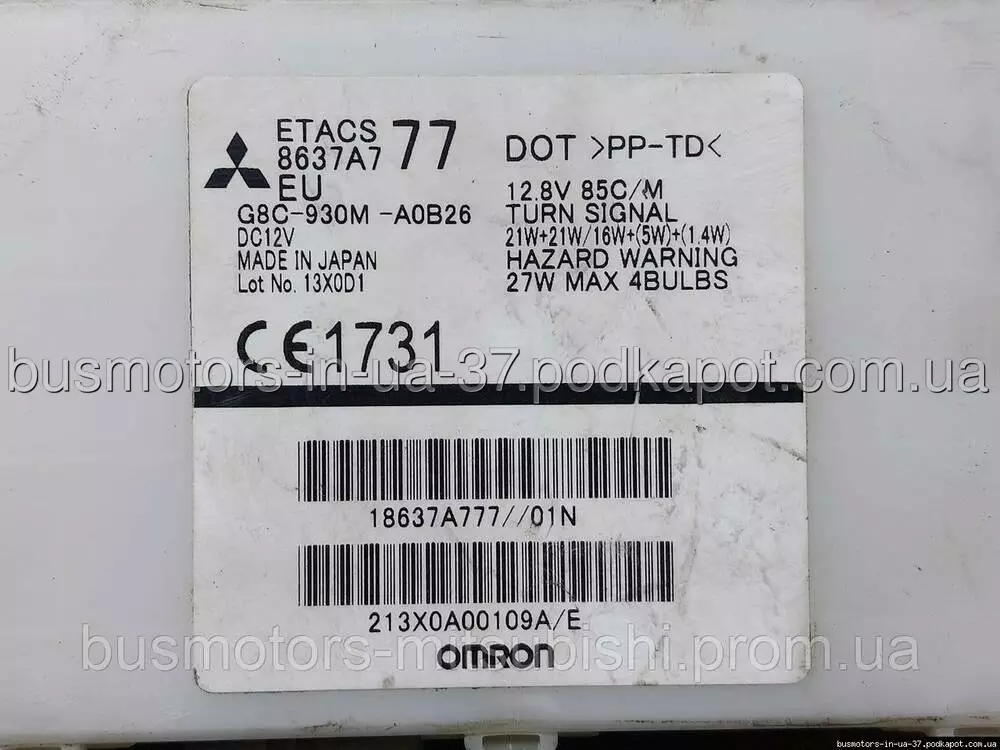 ETACS
8637A7 77
EU
G8C-930M -A0B26
DC12V
MADE IN JAPAN
Lot No. 13X0D1
DOT >PP-TD<
12.8V 85C/M
TURN SIGNAL
21W+21W/16W+(5W)+(1.4W)
HAZARD WARNING
27W MAX 4BULBS
CE1731
busmotors-in-ua-37.podkapot.com.ua
18637A777//01N
213X0A00109A/E
busmotors-mitsubishi.prom.ua
OMRON
busmotors-in-ua-37.podkapot.com.ua